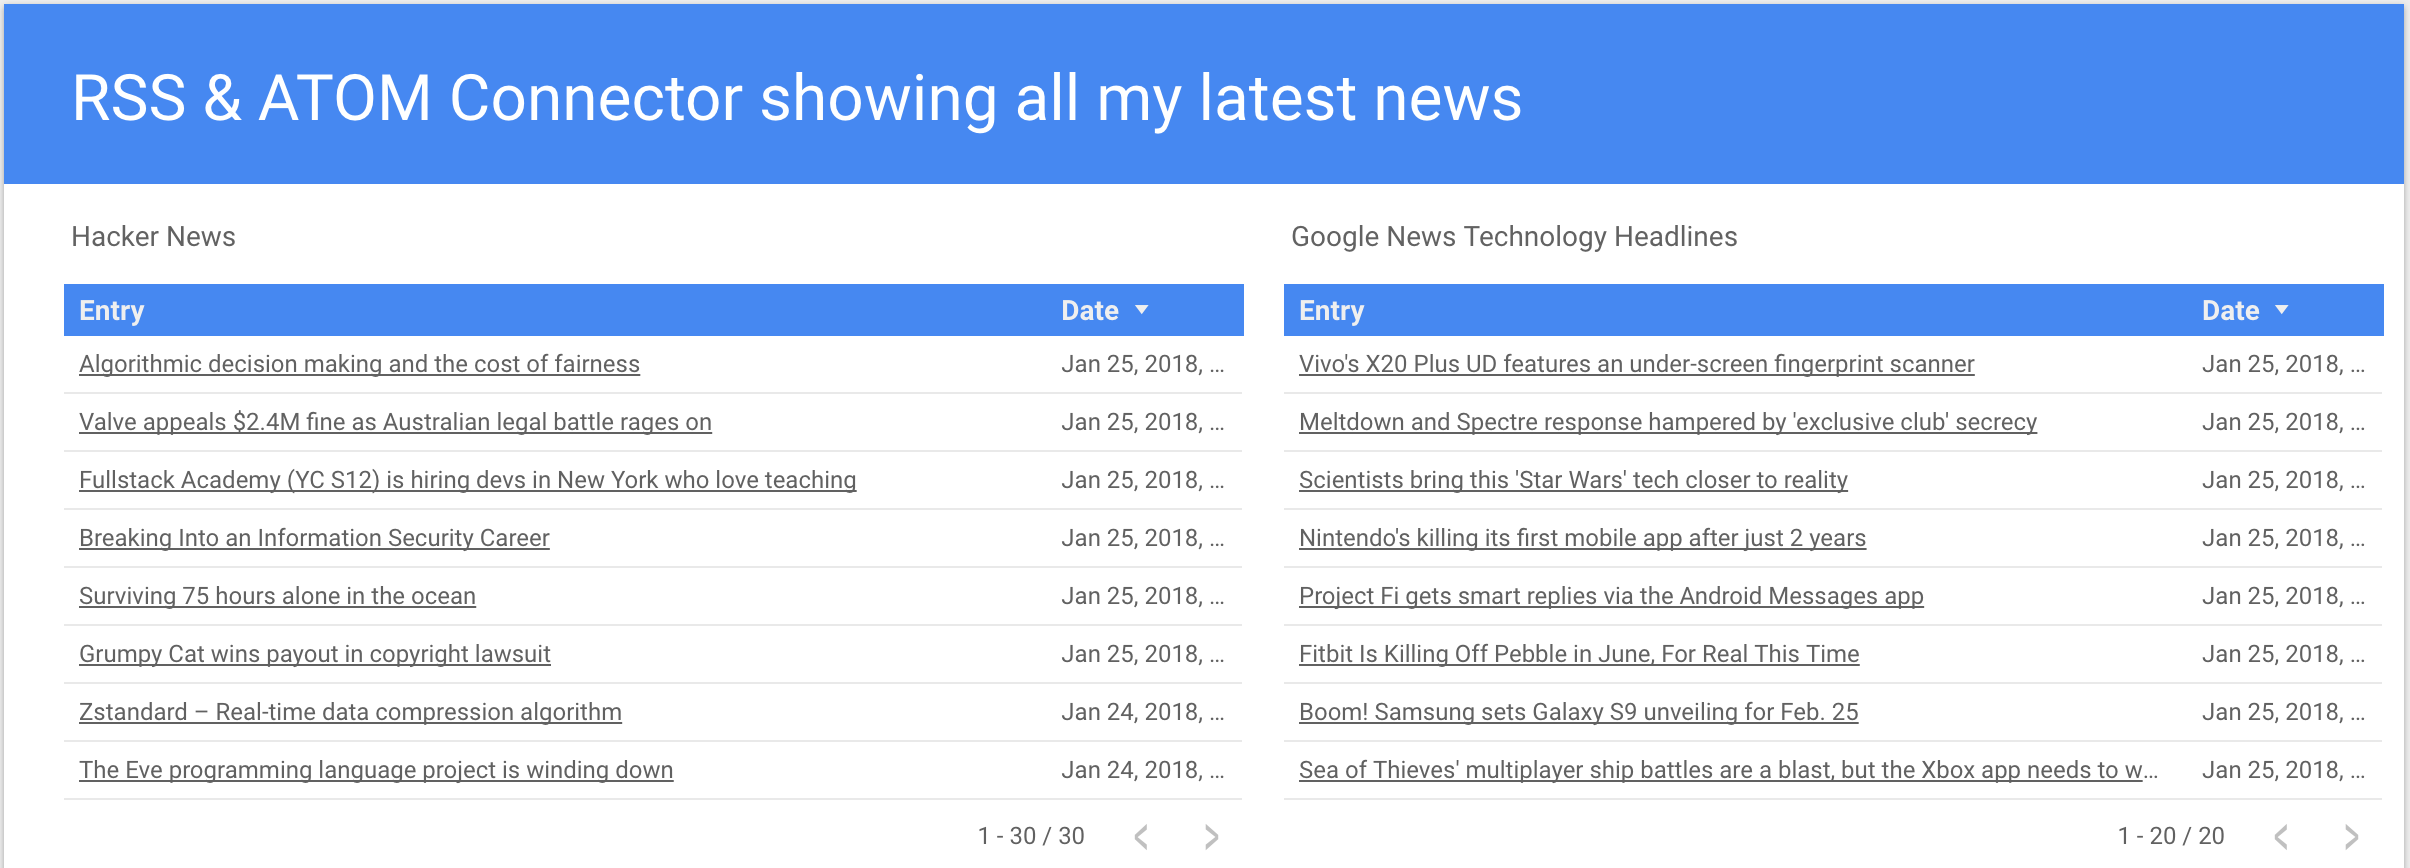 RSS & ATOM Connector showing all my latest news
Hacker News
Entry Date
Algorithmic decision making and the cost of fairness Jan 25, 2018, ...
Valve appeals $2.4M fine as Australian legal battle rages on Jan 25, 2018, ...
Fullstack Academy (YC S12) is hiring devs in New York who love teaching Jan 25, 2018, ...
Breaking Into an Information Security Career Jan 25, 2018, ...
Surviving 75 hours alone in the ocean Jan 25, 2018, ...
Grumpy Cat wins payout in copyright lawsuit Jan 25, 2018, ...
Zstandard – Real-time data compression algorithm Jan 24, 2018, ...
The Eve programming language project is winding down Jan 24, 2018, ...
1 - 30 / 30
Google News Technology Headlines
Entry Date
Vivo's X20 Plus UD features an under-screen fingerprint scanner Jan 25, 2018, ...
Meltdown and Spectre response hampered by 'exclusive club' secrecy Jan 25, 2018, ...
Scientists bring this 'Star Wars' tech closer to reality Jan 25, 2018, ...
Nintendo's killing its first mobile app after just 2 years Jan 25, 2018, ...
Project Fi gets smart replies via the Android Messages app Jan 25, 2018, ...
Fitbit Is Killing Off Pebble in June, For Real This Time Jan 25, 2018, ...
Boom! Samsung sets Galaxy S9 unveiling for Feb. 25 Jan 25, 2018, ...
Sea of Thieves' multiplayer ship battles are a blast, but the Xbox app needs to w... Jan 25, 2018, ...
1 - 20 / 20